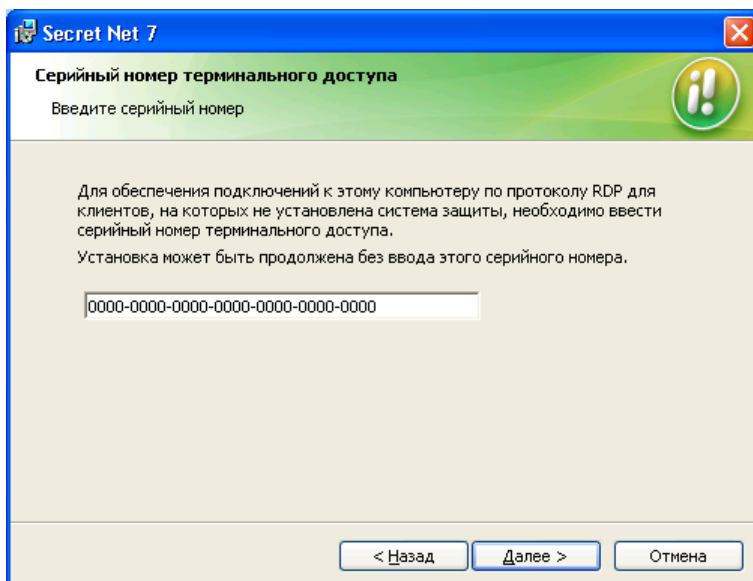 Secret Net 7
Серийный номер терминального доступа
Введите серийный номер
Для обеспечения подключений к этому компьютеру по протоколу RDP для
клиентов, на которых не установлена система защиты, необходимо ввести
серийный номер терминального доступа.
Установка может быть продолжена без ввода этого серийного номера.
0000-0000-0000-0000-0000-0000-0000
< Назад
Далее >
Отмена